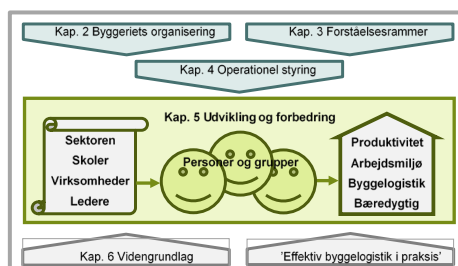 Kap. 2 Byggeriets organisering
Kap. 3 Forståelsesrammer
Kap. 4 Operationel styring
Kap. 5 Udvikling og forbedring
Sektoren
Skoler
Virksomheder
Ledere
Personer og grupper
Produktivitet
Arbejdsmiljø
Byggelogistik
Bæredygtig
Kap. 6 Videngrundlag
'Effektiv byggelogistik i praksis'